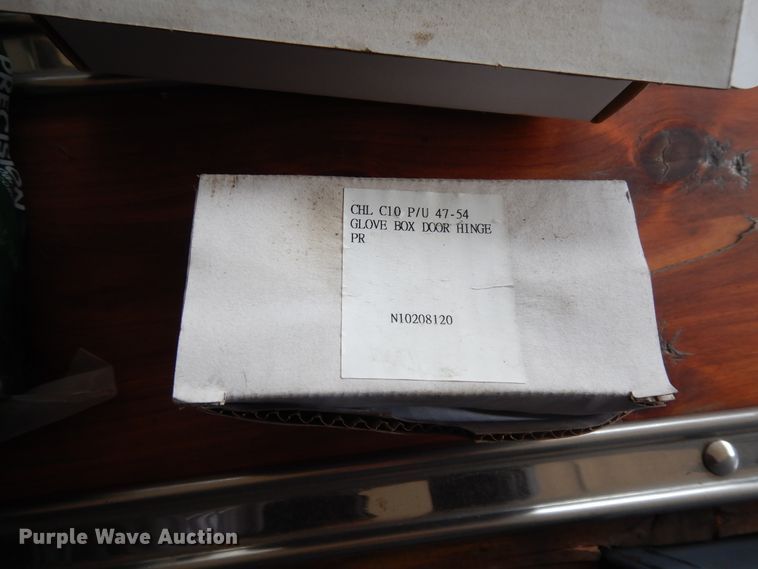 PRECISION
CHL C10 P/U 47-54
GLOVE BOX DOOR HINGE
PR
N10208120
Purple Wave Auction